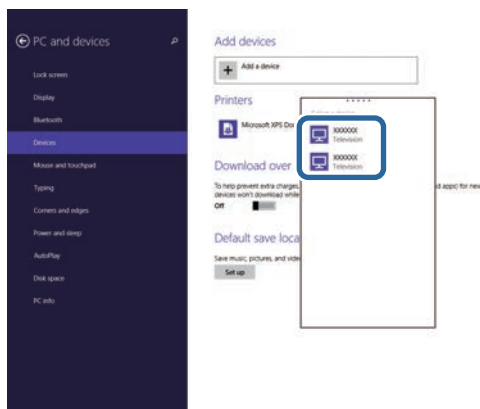 PC and devices
Lock screen
Display
Bluetooth
Devices
Mouse and touchpad
Typing
Corners and edges
Power and sleep
AutoPlay
Disk space
PC info
Add devices
Add a device
Printers
Microsoft XPS Doc
XXXXXX
Television
XXXXXX
Television
Download over
To help prevent extra charges,
d apps) for new
devices won't download while
Off
Default save loca
Save music, pictures, and vide
Set up